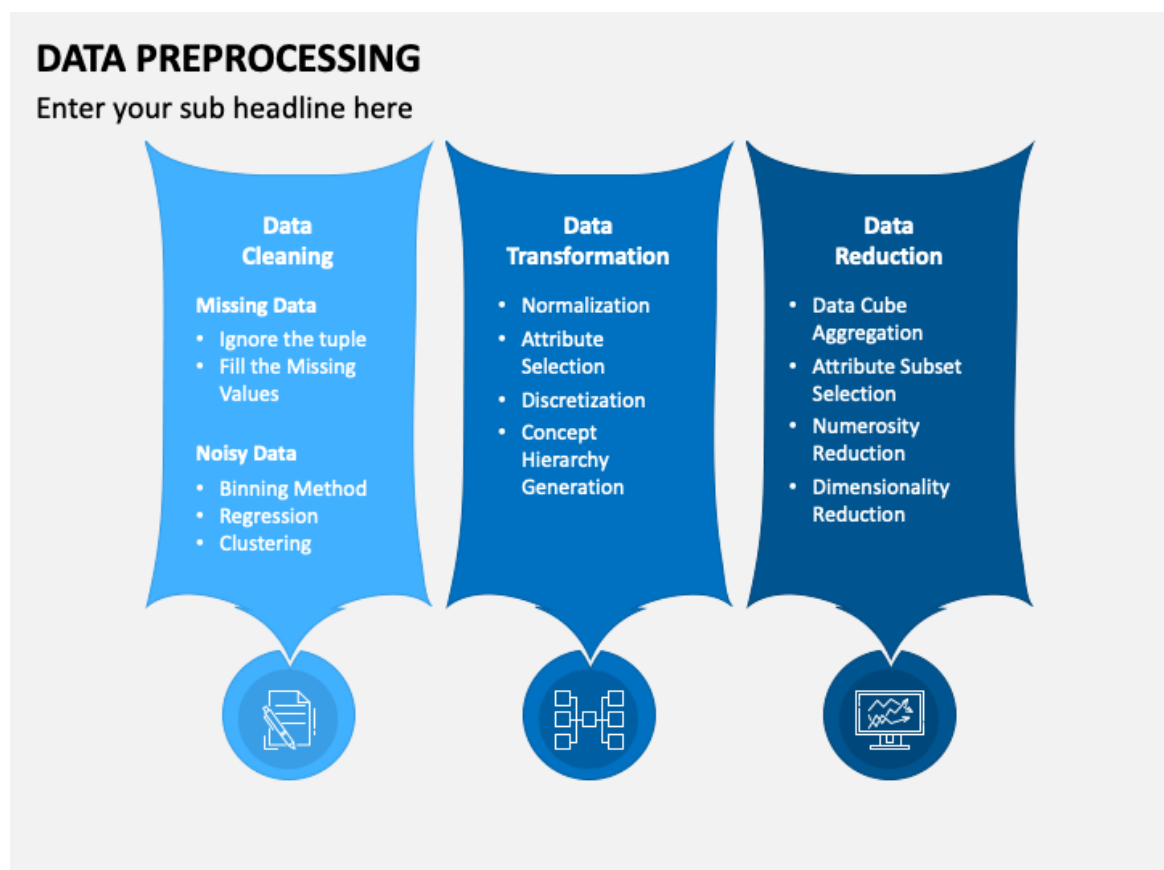 DATA PREPROCESSING
Enter your sub headline here
Data
Cleaning
Missing Data
• Ignore the tuple
• Fill the Missing
Values
Noisy Data
• Binning Method
• Regression
• Clustering
Data
Transformation
• Normalization
• Attribute
Selection
• Discretization
• Concept
Hierarchy
Generation
Data
Reduction
• Data Cube
Aggregation
• Attribute Subset
Selection
• Numerosity
Reduction
• Dimensionality
Reduction